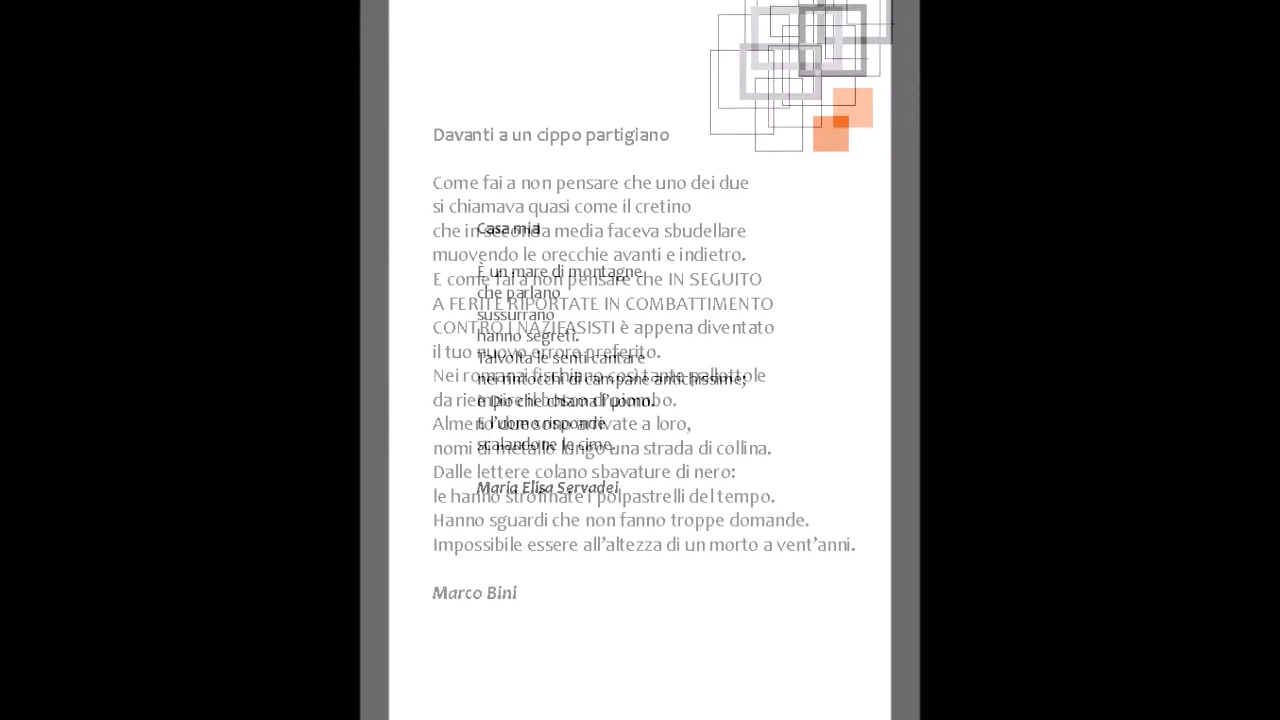 Davanti a un cippo partigiano
Come fai a non pensare che uno dei due
si chiamava quasi come il cretino
che in seconda media faceva sbudellare
muovendo le orecchie avanti e indietro.
E come fai a non pensare che IN SEGUITO
A FERITE RIPORTATE IN COMBATTIMENTO
CONTRO I NAZIFASISTI è appena diventato
il tuo nuovo errore preferito.
Nei romanzi fischiano così tante pallottole
da riempire il bosco di piombo.
Almeno due sono arrivate a loro,
nomi di metallo lungo una strada di collina.
Dalle lettere colano sbavature di nero:
le hanno strofinate i polpastrelli del tempo.
Hanno sguardi che non fanno troppe domande.
Impossibile essere all’altezza di un morto a vent’anni.
Marco Bini
Casa mia
È un mare di montagne
che parlano
sussurrano
hanno segreti.
Talvolta le senti cantare
nei rintocchi di campane antichissime;
è Dio che chiama l’uomo.
E l’uomo risponde
scalandone le cime.
Maria Elisa Servadei